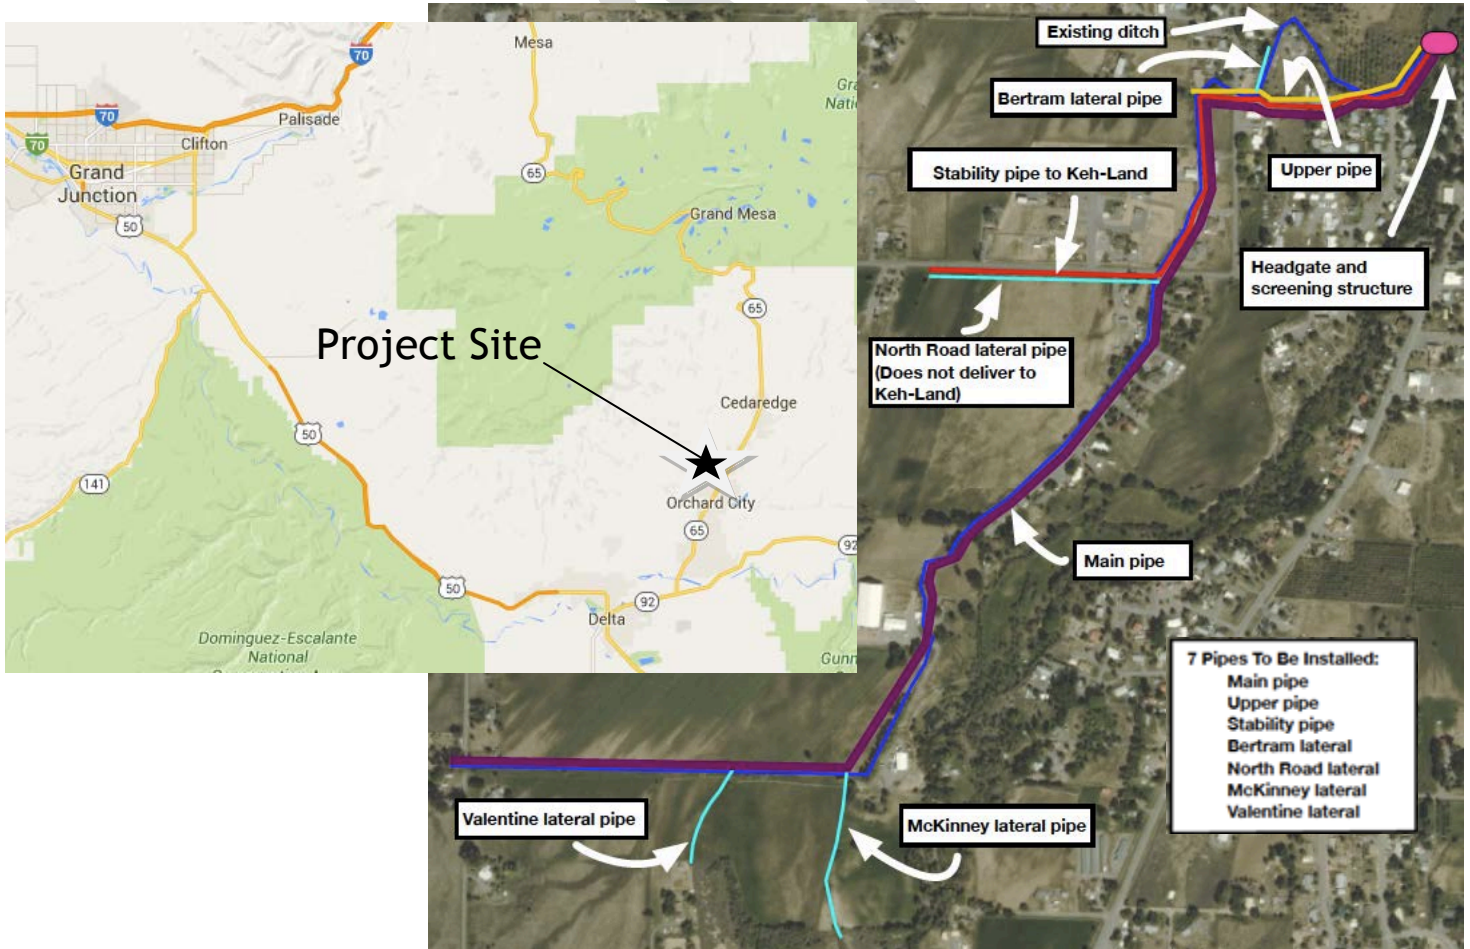 Mesa
70
70
Palisade
Gra
Nati
70
Clifton
Grand
Junction
65
50
Grand Mesa
65
Project Site
Cedaredge
50
141
Orchard City
65
92
50
92
Delta
Dominguez-Escalante
National
Gunn
Existing ditch
Bertram lateral pipe
Stability pipe to Keh-Land
Upper pipe
Headgate and
screening structure
North Road lateral pipe
(Does not deliver to
Keh-Land)
Main pipe
7 Pipes To Be Installed:
Main pipe
Upper pipe
Stability pipe
Bertram lateral
North Road lateral
McKinney lateral
Valentine lateral
Valentine lateral pipe
McKinney lateral pipe